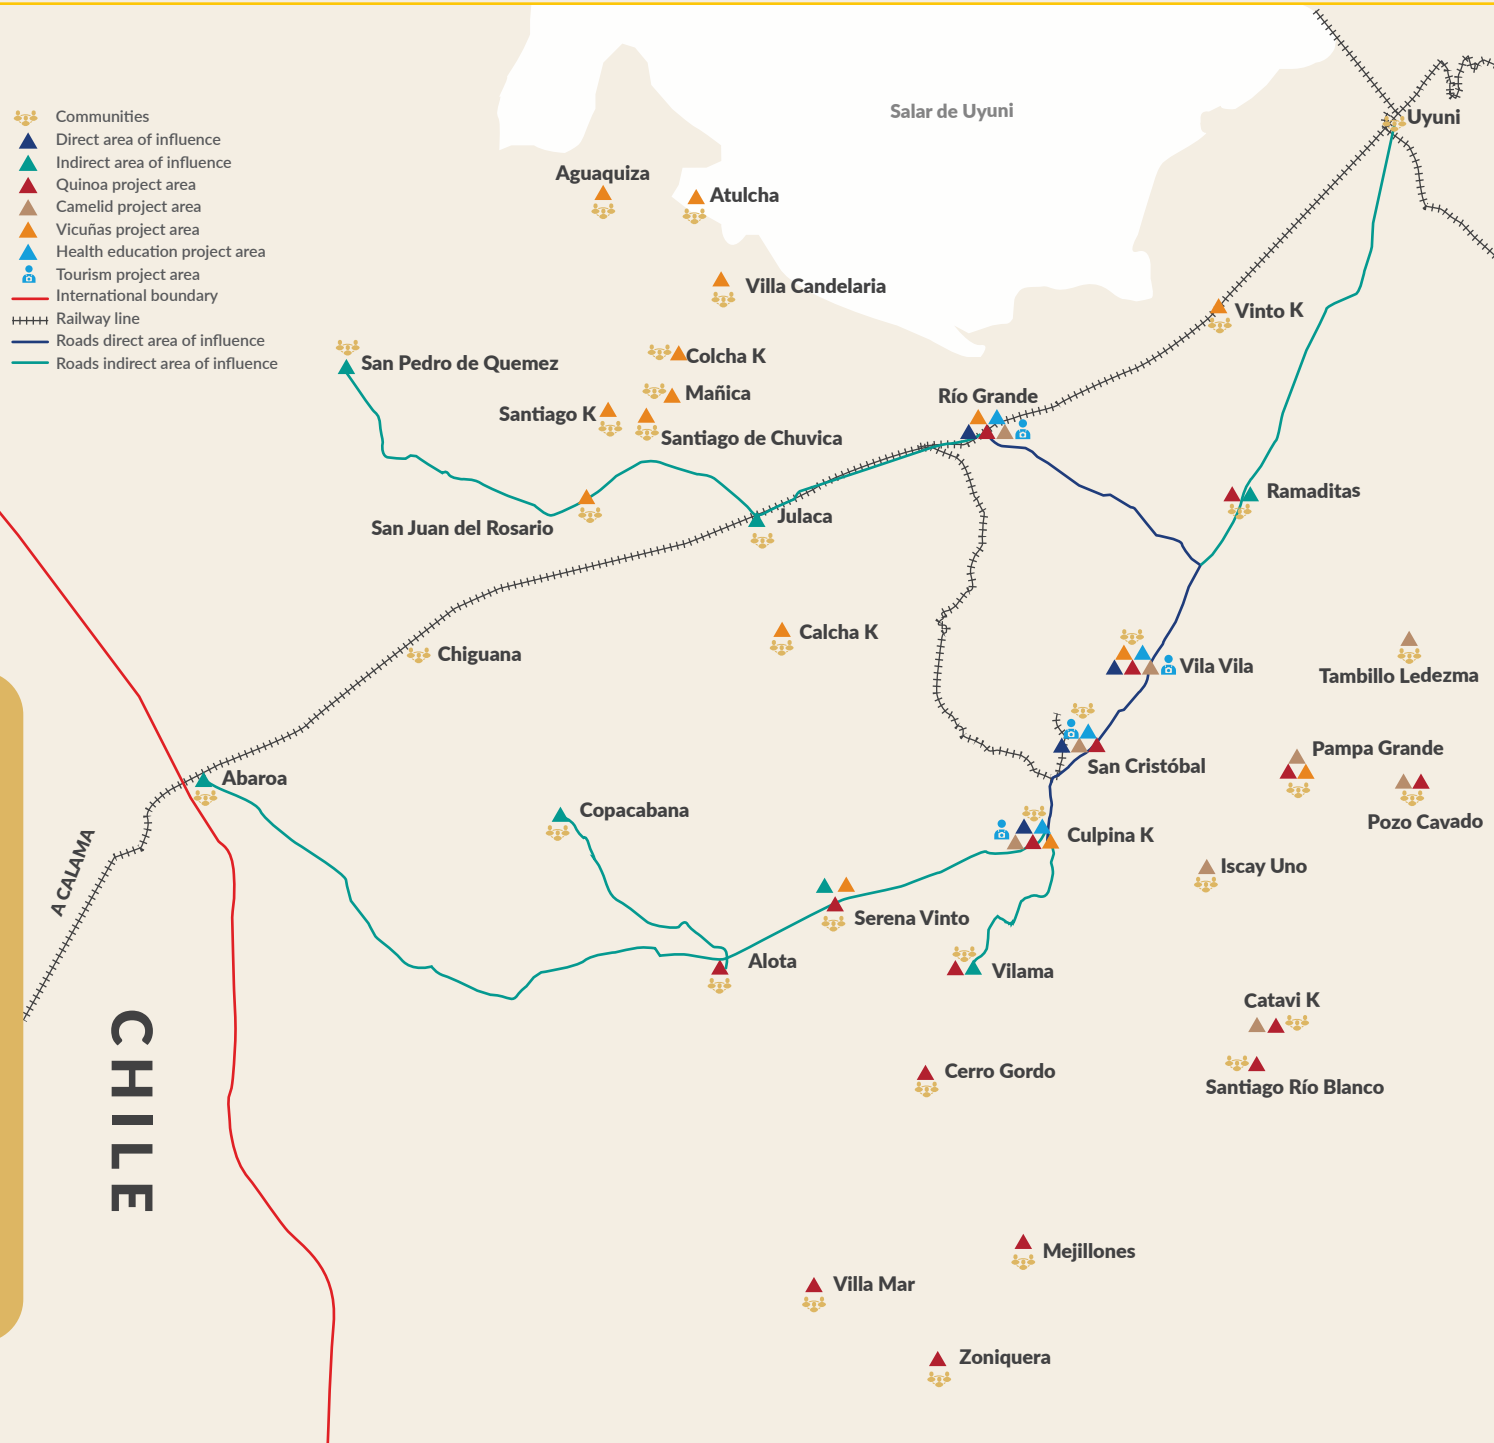 Communities
Direct area of influence
Indirect area of influence
Quinoa project area
Camelid project area
Vicuñas project area
Health education project area
Tourism project area
International boundary
Railway line
Roads direct area of influence
Roads indirect area of influence
Salar de Uyuni
Uyuni
Aguaquiza
Atulcha
Villa Candelaria
Vinto K
San Pedro de Quemez
Colcha K
Mañica
Río Grande
Santiago K
Santiago de Chuvica
Ramaditas
San Juan del Rosario
Julaca
Calcha K
Chiguana
Vila Vila
Tambillo Ledezma
Pampa Grande
San Cristóbal
Abaroa
Copacabana
Pozo Cavado
Culpina K
A CALAMA
Iscay Uno
Serena Vinto
Alota
Vilama
Catavi K
CHILE
Cerro Gordo
Santiago Río Blanco
Mejillones
Villa Mar
Zoniquera